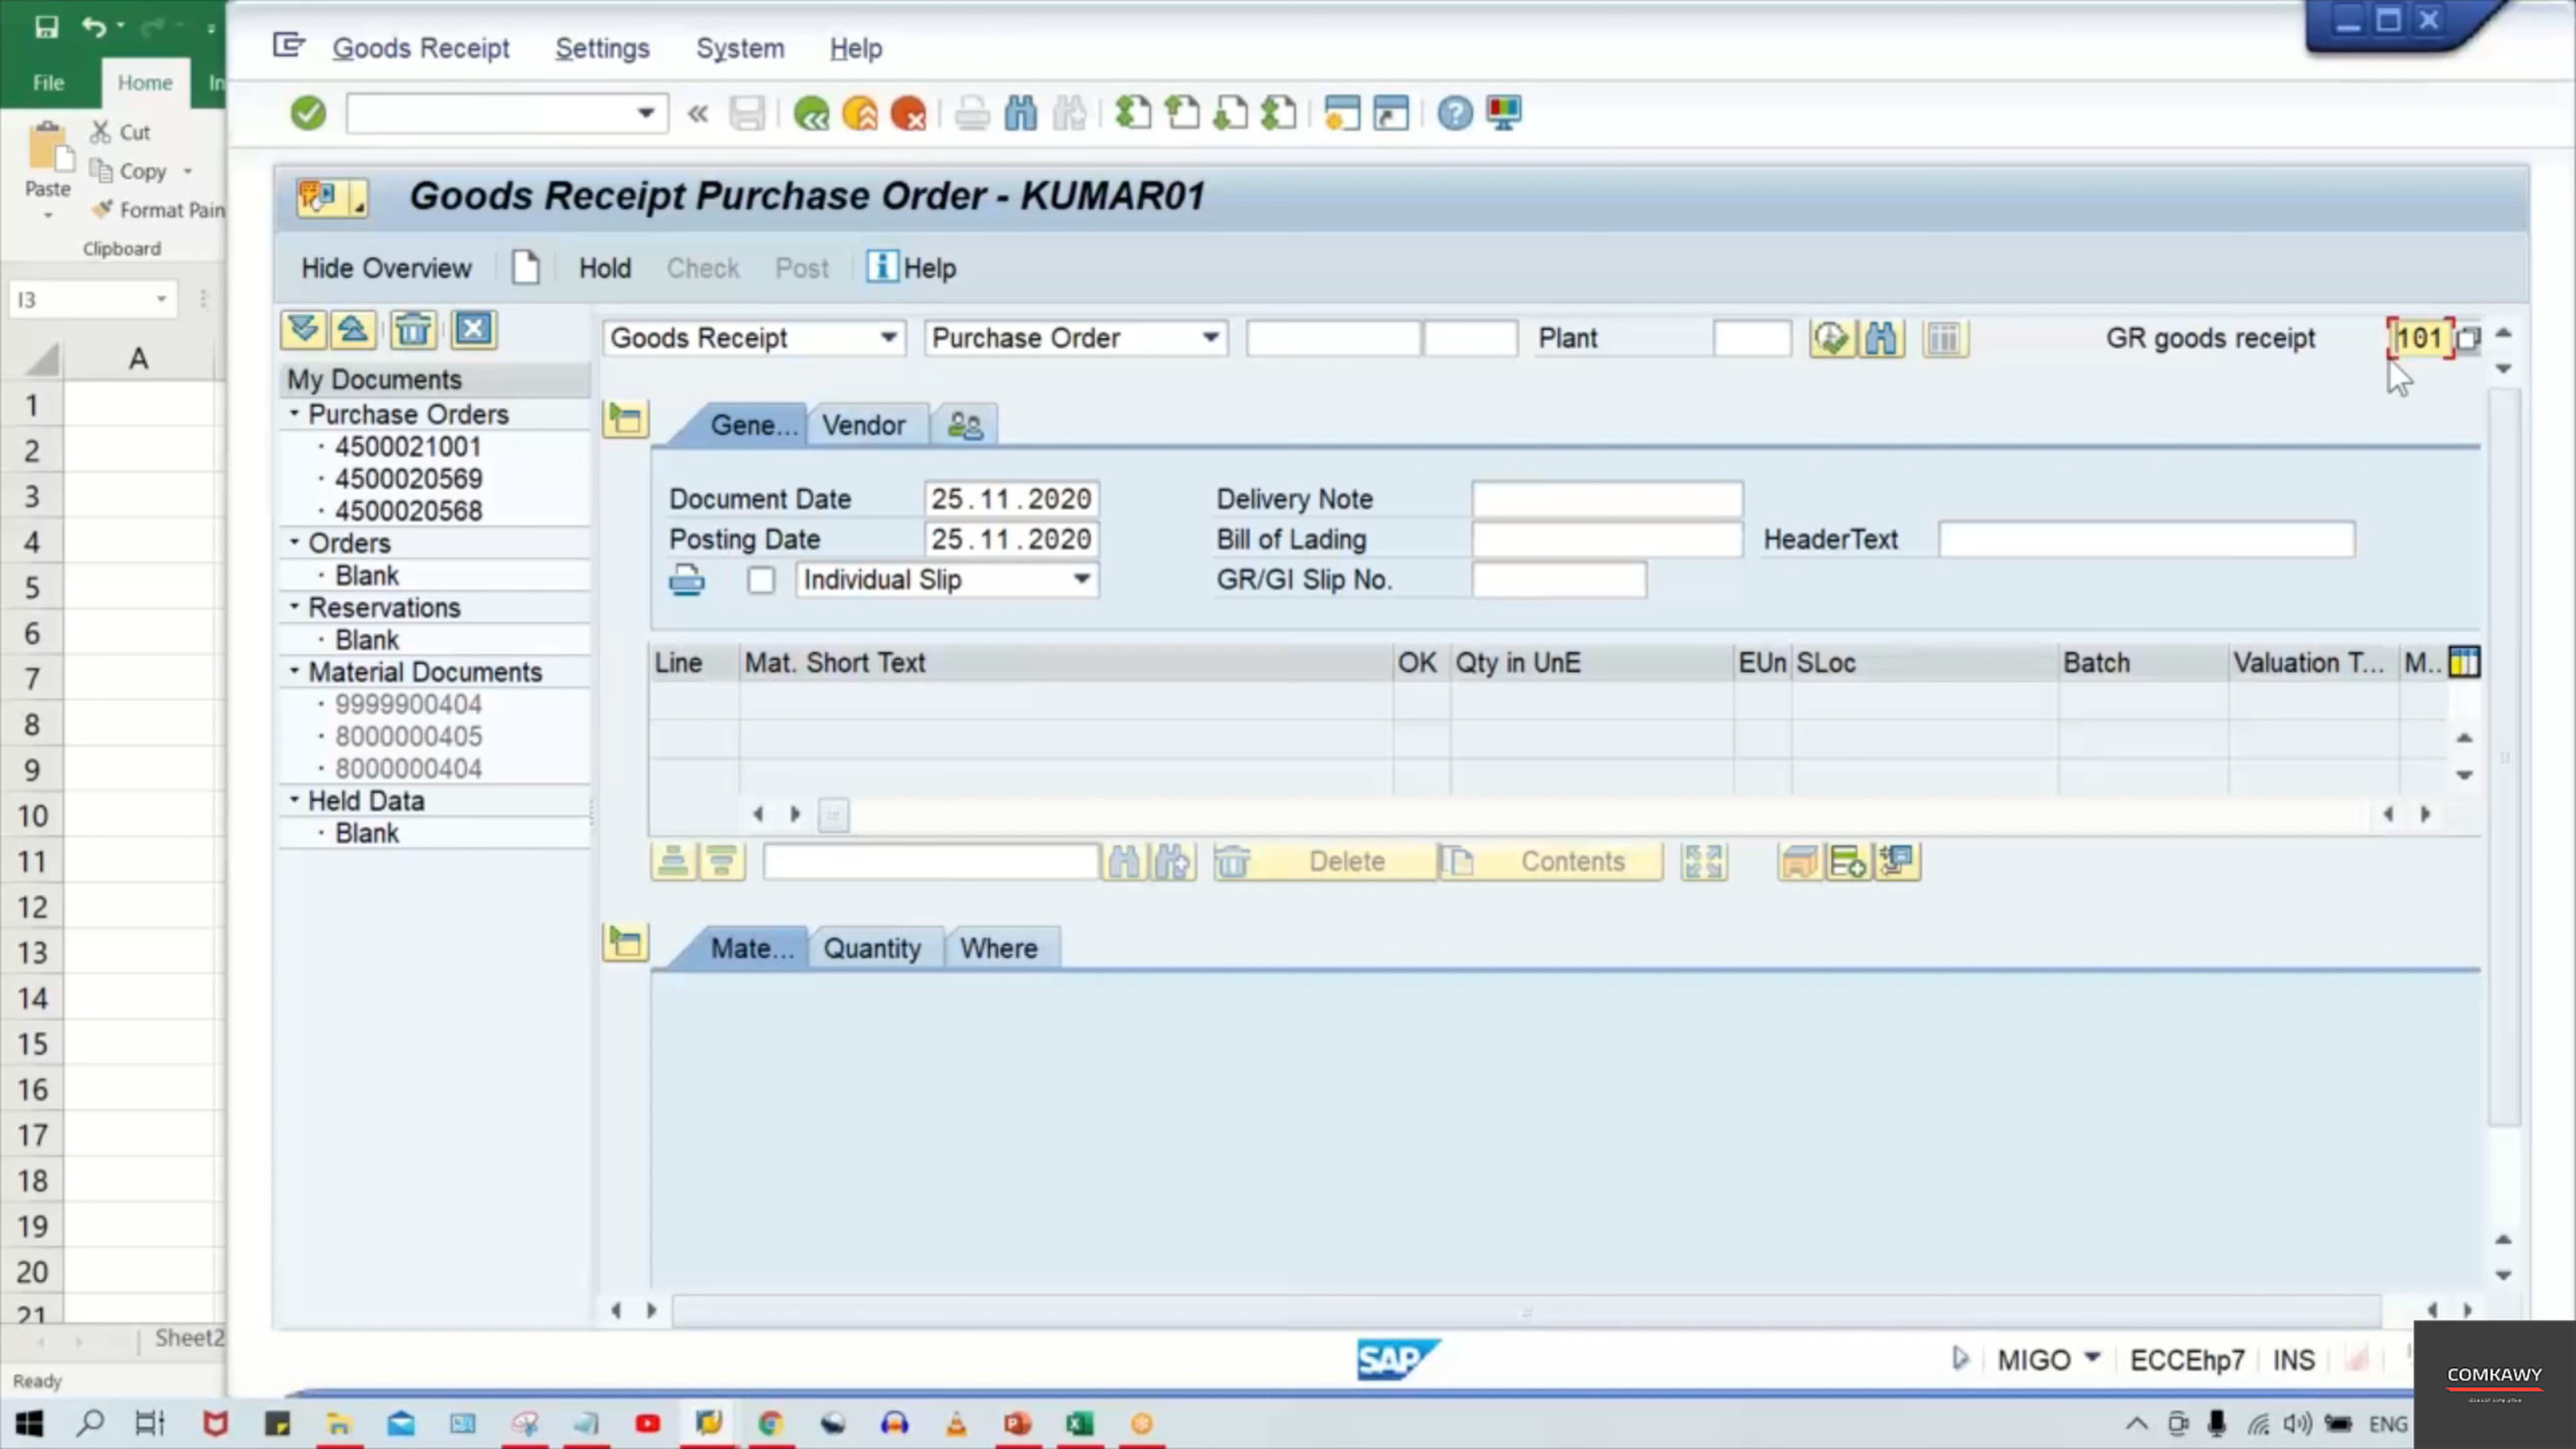 Goods Receipt Settings System Help
File Home In
Cut
Copy
Paste
Format Pain
Clipboard
Goods Receipt Purchase Order - KUMAR01
Hide Overview Hold Check Post Help
I3
Goods Receipt Purchase Order Plant GR goods receipt 101
A
My Documents
Purchase Orders
4500021001
4500020569
4500020568
Orders
Blank
Reservations
Blank
Material Documents
9999900404
8000000405
8000000404
Held Data
Blank
Gene... Vendor
Document Date 25.11.2020 Delivery Note
Posting Date 25.11.2020 Bill of Lading HeaderText
Individual Slip GR/GI Slip No.
Line Mat. Short Text OK Qty in UnE EUn SLoc Batch Valuation T... M..
Delete Contents
Mate... Quantity Where
1
2
3
4
5
6
7
8
9
10
11
12
13
14
15
16
17
18
19
20
21
Sheet2
Ready
SAP
MIGO ECCEhp7 INS
COMKAWY
ENG